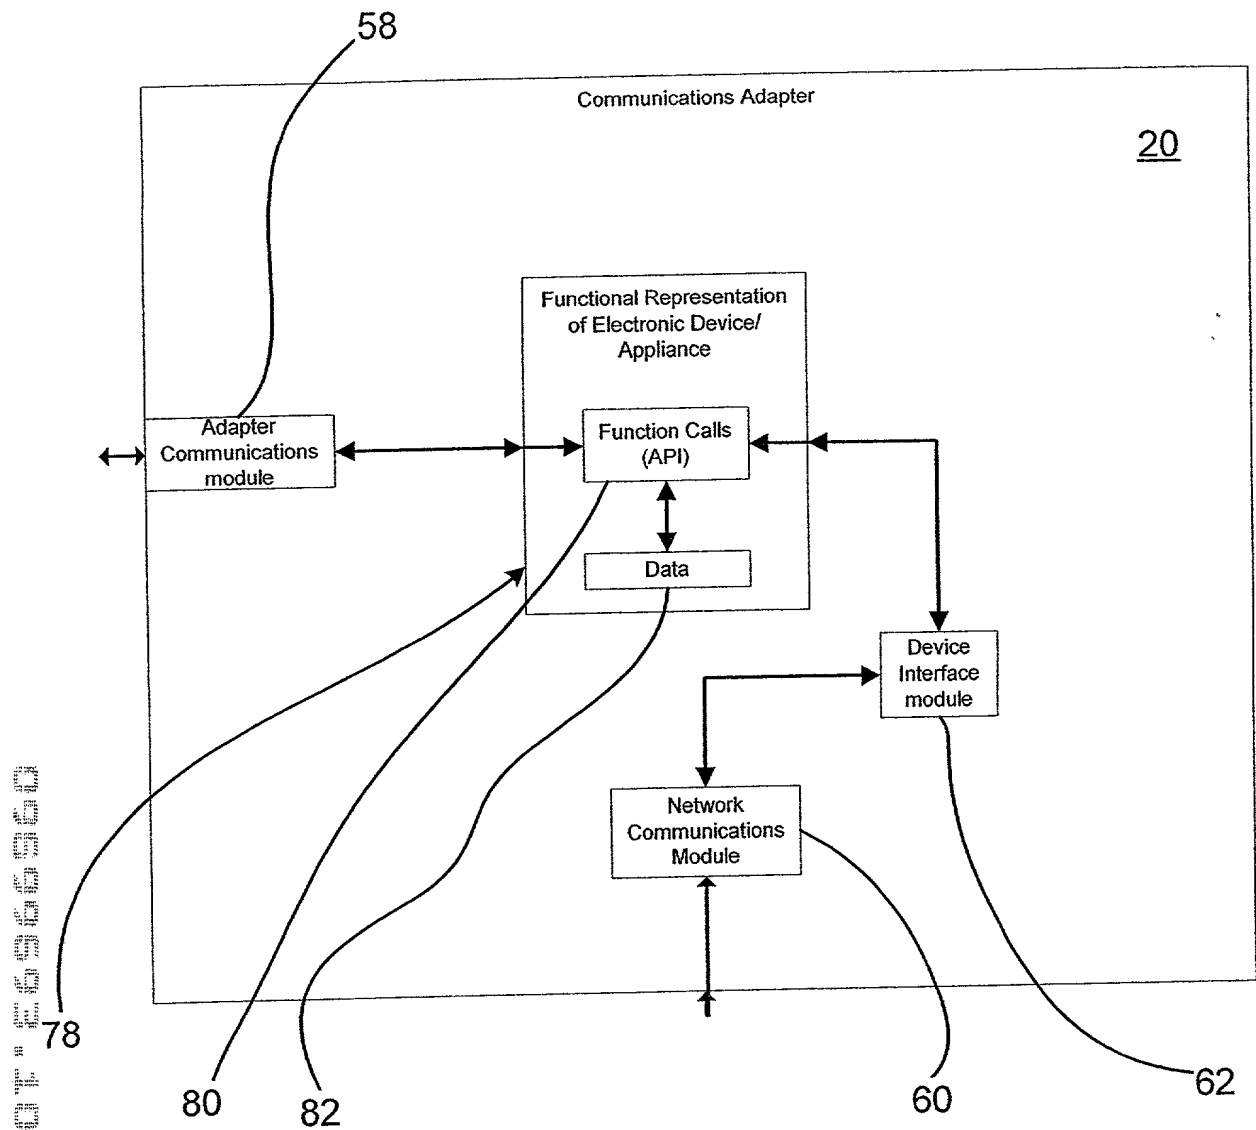 58
Communications Adapter
20
Functional Representation
of Electronic Device/
Appliance
Adapter
Communications
module
Function Calls
(API)
Data
Device
Interface
module
Network
Communications
Module
78
80
82
60
62